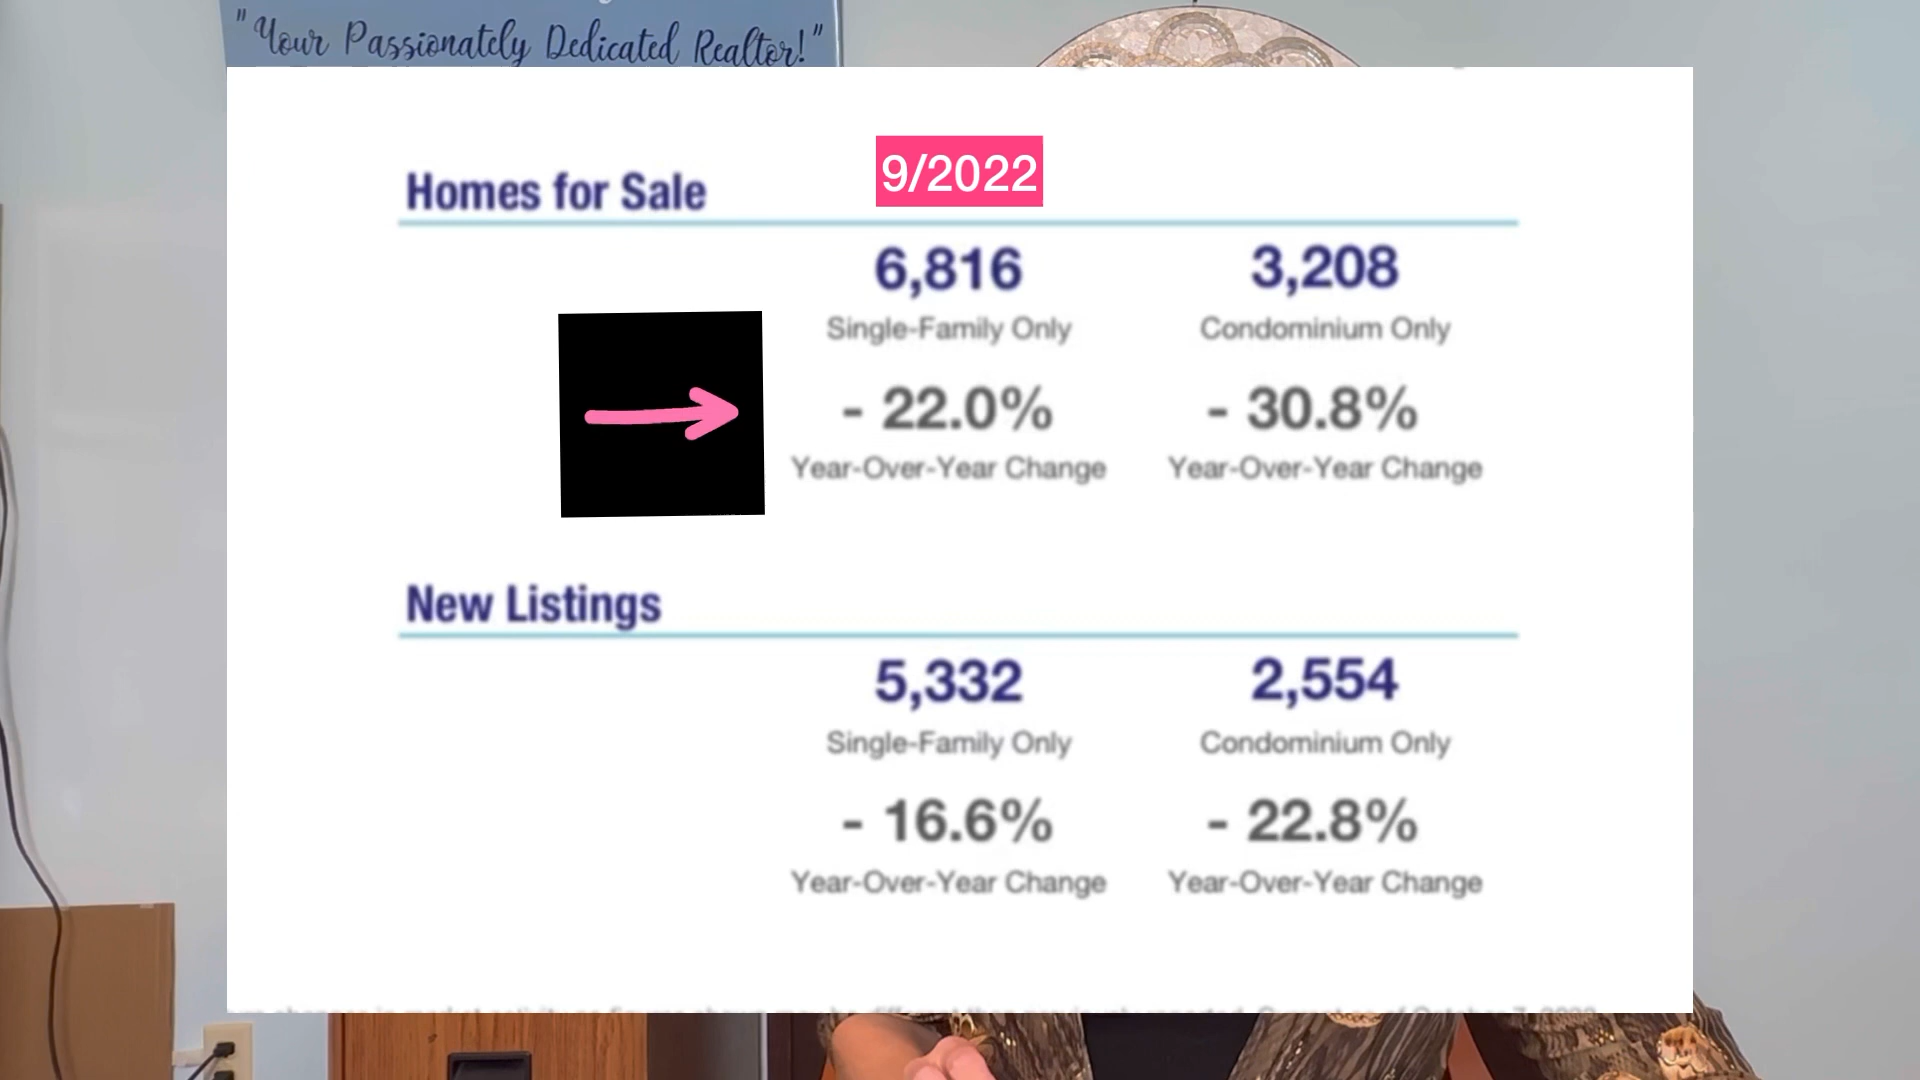 "Your Passionately Dedicated Realtor!"
9/2022
Homes for Sale
6,816 3,208
Single-Family Only Condominium Only
- 22.0% - 30.8%
Year-Over-Year Change Year-Over-Year Change
New Listings
5,332 2,554
Single-Family Only Condominium Only
- 16.6% - 22.8%
Year-Over-Year Change Year-Over-Year Change